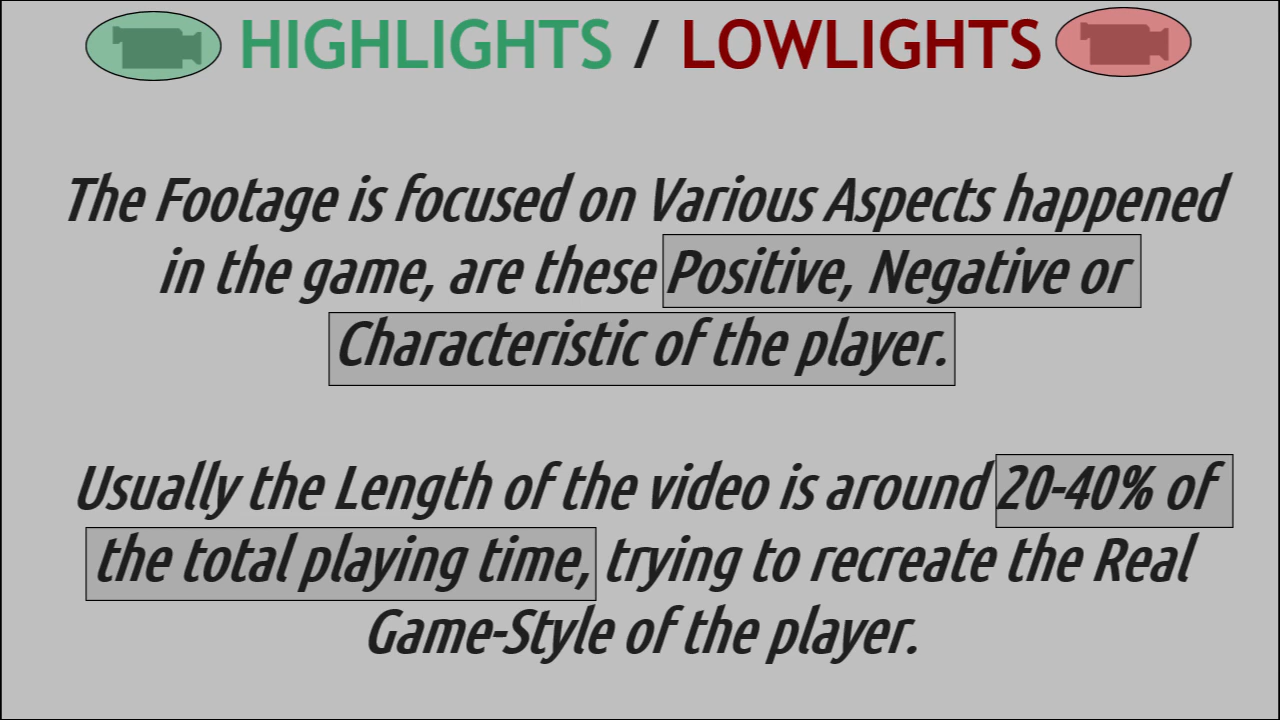 HIGHLIGHTS / LOWLIGHTS
The Footage is focused on Various Aspects happened
in the game, are these Positive, Negative or
Characteristic of the player.
Usually the Length of the video is around 20-40% of
the total playing time, trying to recreate the Real
Game-Style of the player.